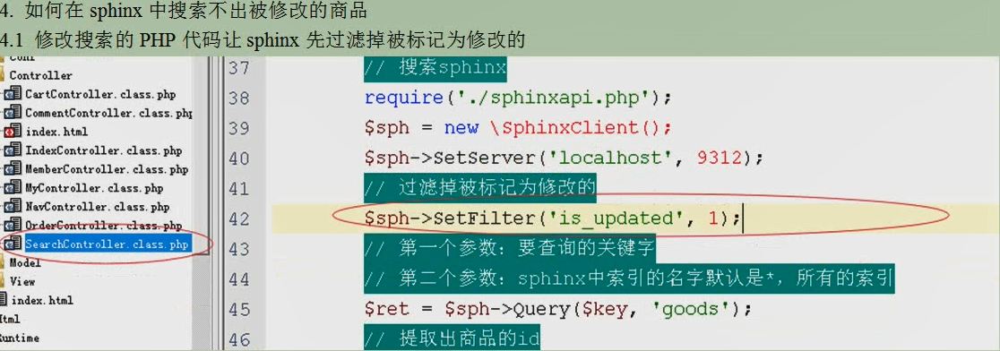 4. 如何在 sphinx 中搜索不出被修改的商品
4.1 修改搜索的 PHP 代码让 sphinx 先过滤掉被标记为修改的
Controller
CartController.class.php
CommentController.class.php
index.html
IndexController.class.php
MemberController.class.php
MyController.class.php
NavController.class.php
OrderController.class.php
SearchController.class.php
Model
View
index.html
Html
Runtime
37 // 搜索sphinx
38 require('./sphinxapi.php');
39 $sph = new \SphinxClient();
40 $sph->SetServer('localhost', 9312);
41 // 过滤掉被标记为修改的
42 $sph->SetFilter('is_updated', 1);
43 // 第一个参数：要查询的关键字
44 // 第二个参数：sphinx中索引的名字默认是*，所有的索引
45 $ret = $sph->Query($key, 'goods');
46 // 提取出商品的id